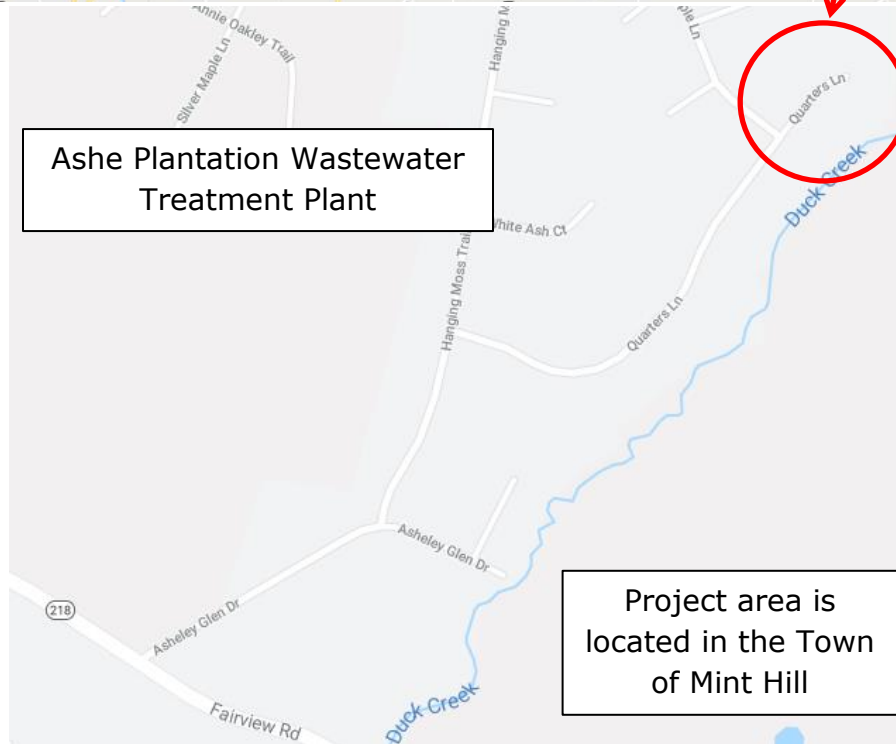 Annie Oakley Trail
Silver Maple Ln
Hanging M
ple Ln
Quarters Ln
Ashe Plantation Wastewater
Treatment Plant
Duck Creek
White Ash Ct
Hanging Moss Trail
Quarters Ln
Asheley Glen Dr
218
Asheley Glen Dr
Project area is
located in the Town
of Mint Hill
Fairview Rd
Duck Creek